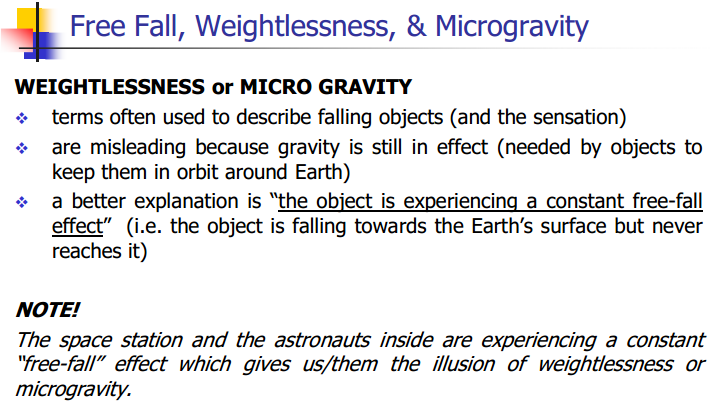 Free Fall, Weightlessness, & Microgravity
WEIGHTLESSNESS or MICRO GRAVITY
❖ terms often used to describe falling objects (and the sensation)
❖ are misleading because gravity is still in effect (needed by objects to
keep them in orbit around Earth)
❖ a better explanation is “the object is experiencing a constant free-fall
effect” (i.e. the object is falling towards the Earth’s surface but never
reaches it)
NOTE!
The space station and the astronauts inside are experiencing a constant
“free-fall” effect which gives us/them the illusion of weightlessness or
microgravity.